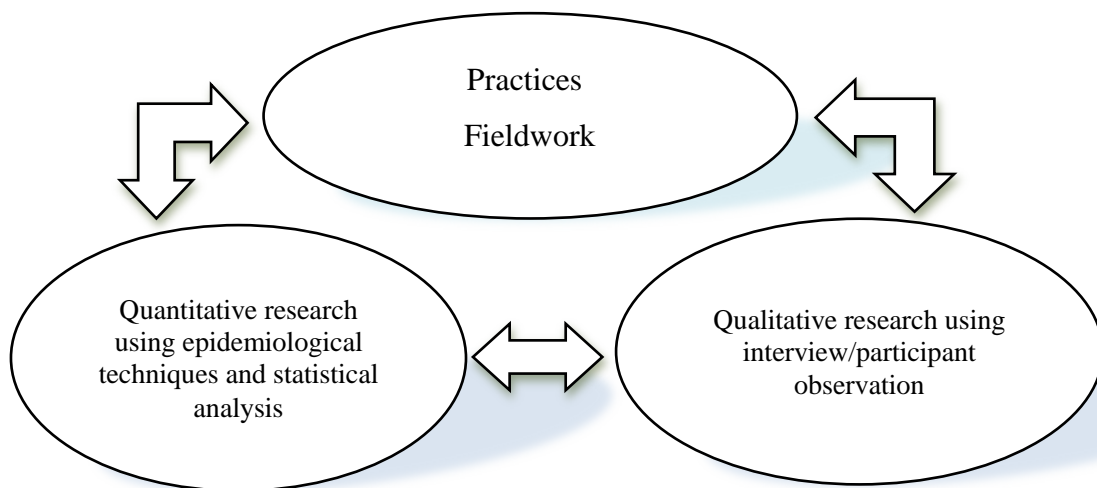 Practices
Fieldwork
Quantitative research
using epidemiological
techniques and statistical
analysis
Qualitative research using
interview/participant
observation